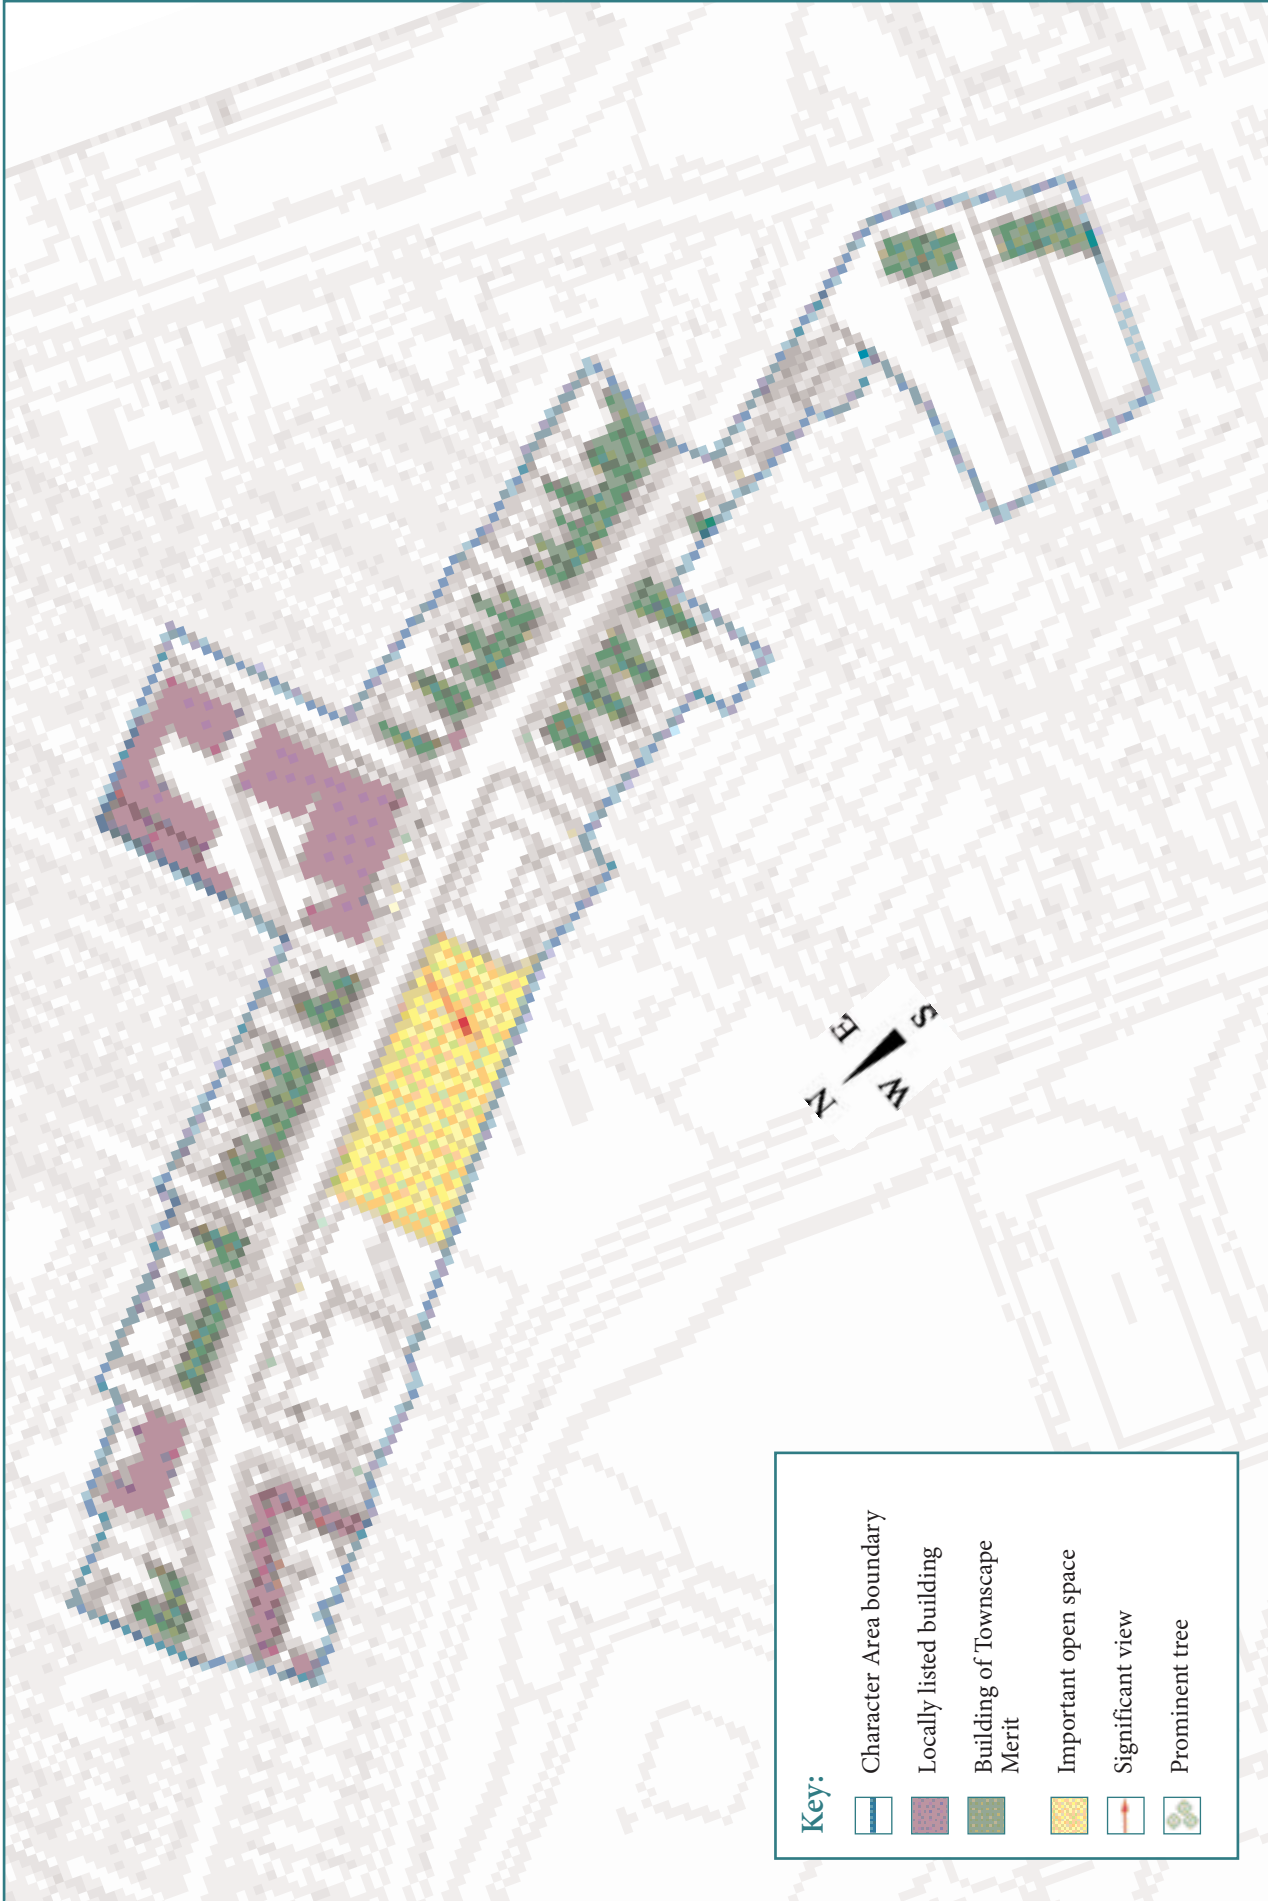 Key:
Character Area boundary
Locally listed building
Building of Townscape
Merit
Important open space
Significant view
Prominent tree
N
E
S
W